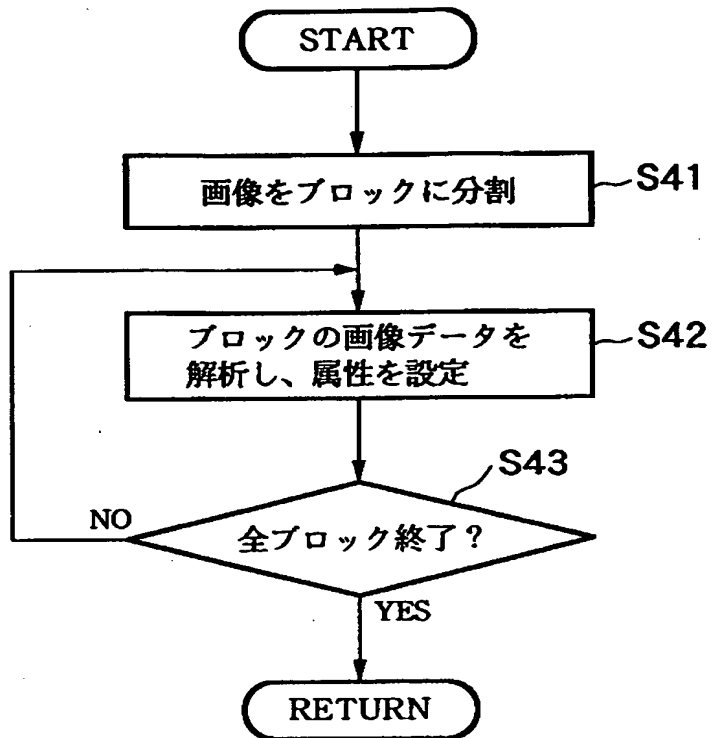 START
画像をブロックに分割
S41
ブロックの画像データを
解析し、属性を設定
S42
S43
全ブロック終了?
NO
YES
RETURN